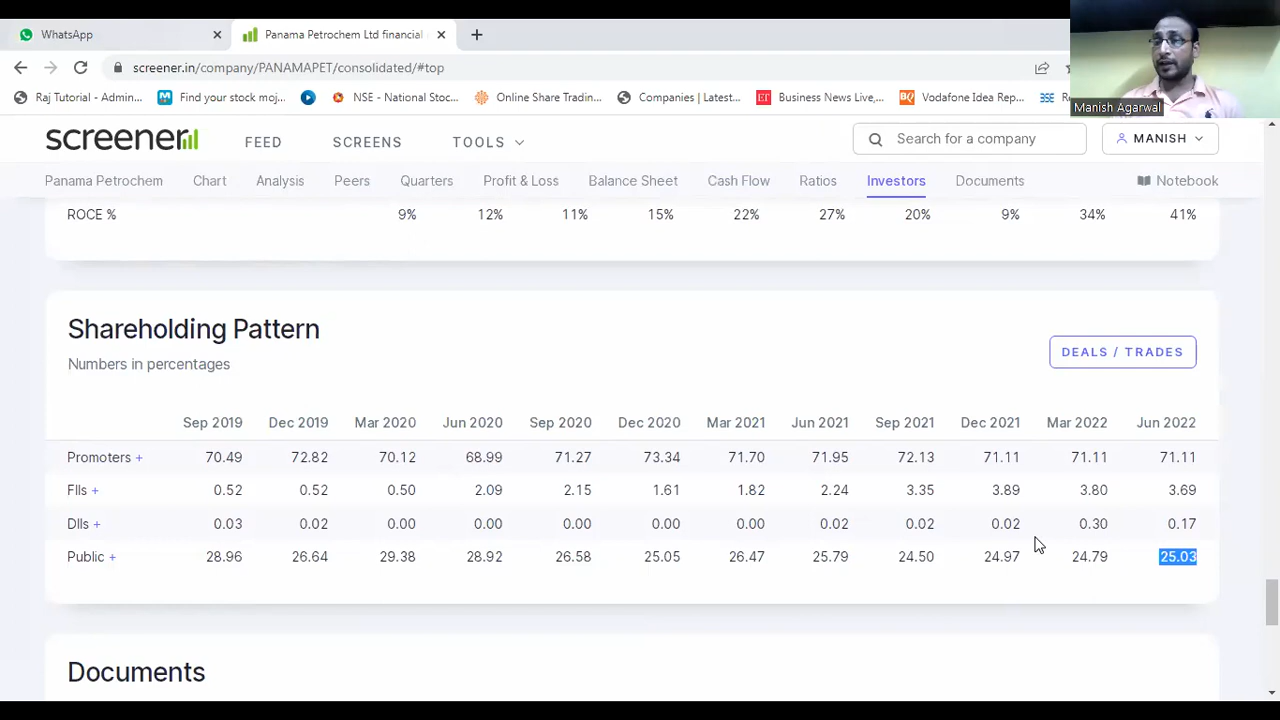 WhatsApp
Panama Petrochem Ltd financial
screener.in/company/PANAMAPET/consolidated/#top
Raj Tutorial - Admin...
Find your stock moj...
NSE - National Stoc...
Online Share Tradin...
Companies | Latest...
ET
Business News Live,...
BQ
Vodafone Idea Rep...
Manish Agarwal
screener
FEED
SCREENS
TOOLS
Search for a company
MANISH
Panama Petrochem Chart Analysis Peers Quarters Profit & Loss Balance Sheet Cash Flow Ratios Investors Documents Notebook
ROCE % 9% 12% 11% 15% 22% 27% 20% 9% 34% 41%
Shareholding Pattern
Numbers in percentages
DEALS / TRADES
Sep 2019 Dec 2019 Mar 2020 Jun 2020 Sep 2020 Dec 2020 Mar 2021 Jun 2021 Sep 2021 Dec 2021 Mar 2022 Jun 2022
Promoters + 70.49 72.82 70.12 68.99 71.27 73.34 71.70 71.95 72.13 71.11 71.11 71.11
FIIs + 0.52 0.52 0.50 2.09 2.15 1.61 1.82 2.24 3.35 3.89 3.80 3.69
DIIs + 0.03 0.02 0.00 0.00 0.00 0.00 0.00 0.02 0.02 0.02 0.30 0.17
Public + 28.96 26.64 29.38 28.92 26.58 25.05 26.47 25.79 24.50 24.97 24.79 25.03
Documents